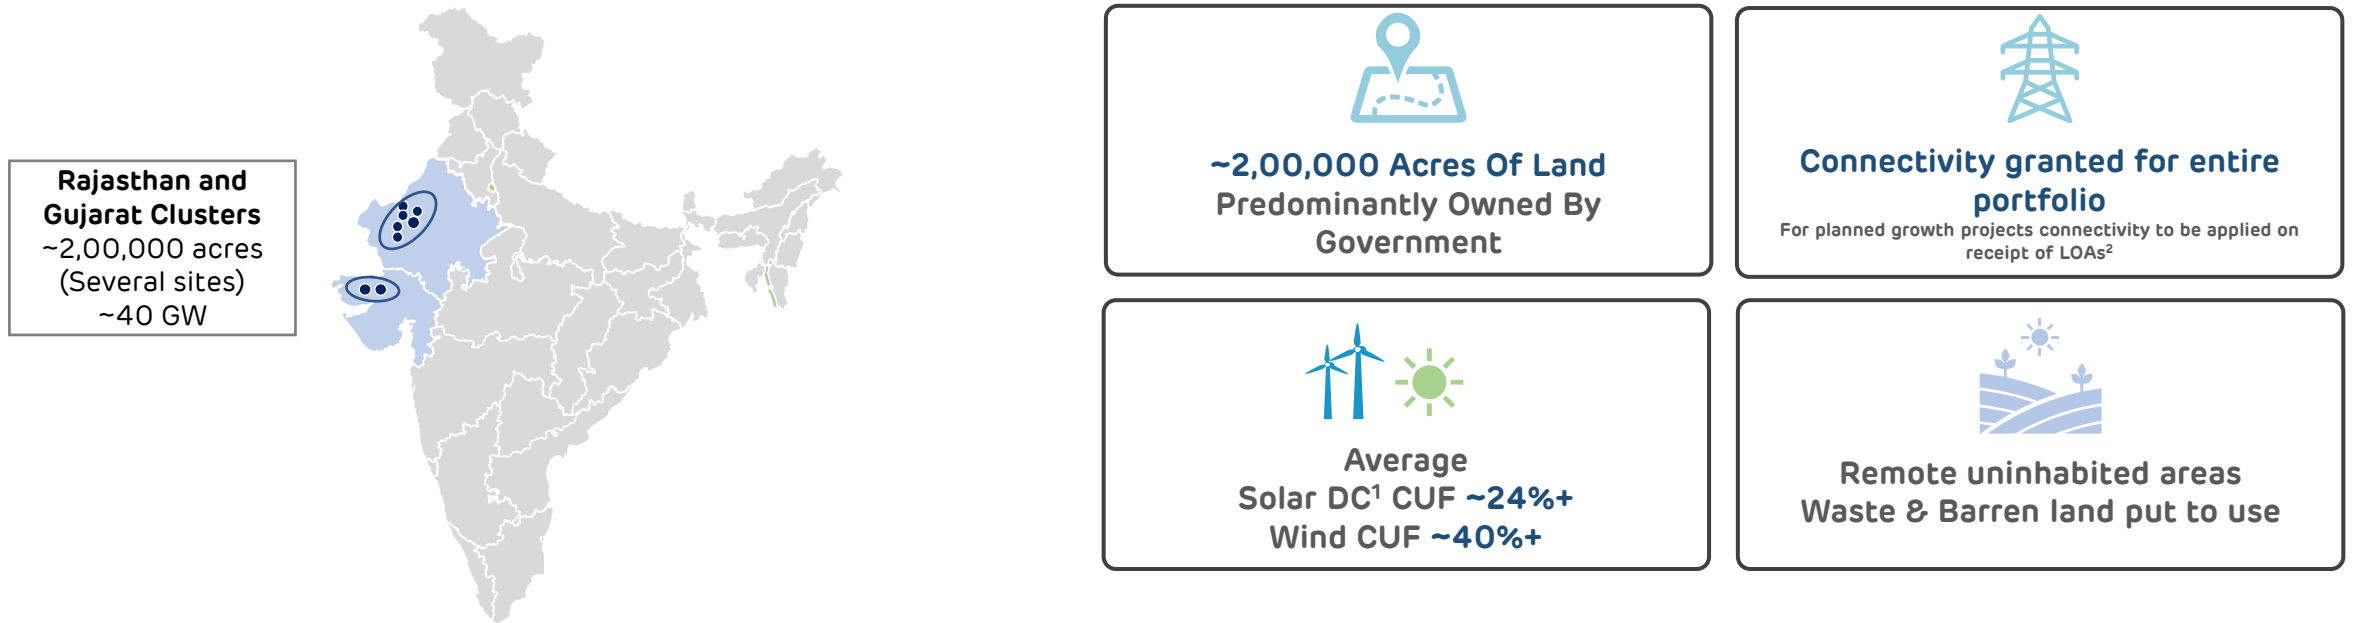 Rajasthan and
Gujarat Clusters
~2,00,000 acres
(Several sites)
~40 GW
~2,00,000 Acres Of Land
Predominantly Owned By
Government
Connectivity granted for entire
portfolio
For planned growth projects connectivity to be applied on
receipt of LOAs²
Average
Solar DC¹ CUF ~24%+
Wind CUF ~40%+
Remote uninhabited areas
Waste & Barren land put to use